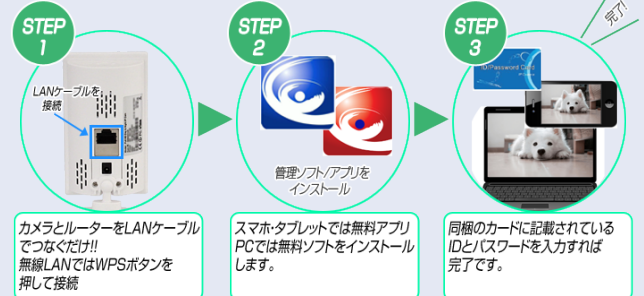 STEP
1
LANケーブルを
接続
カメラとルーターをLANケーブル
でつなぐだけ!!
無線LANではWPSボタンを
押して接続
STEP
2
管理ソフト/アプリを
インストール
スマホ・タブレットでは無料アプリ
PCでは無料ソフトをインストール
します。
STEP
3
完了!
ID/Password Card
同梱のカードに記載されている
IDとパスワードを入力すれば
完了です。